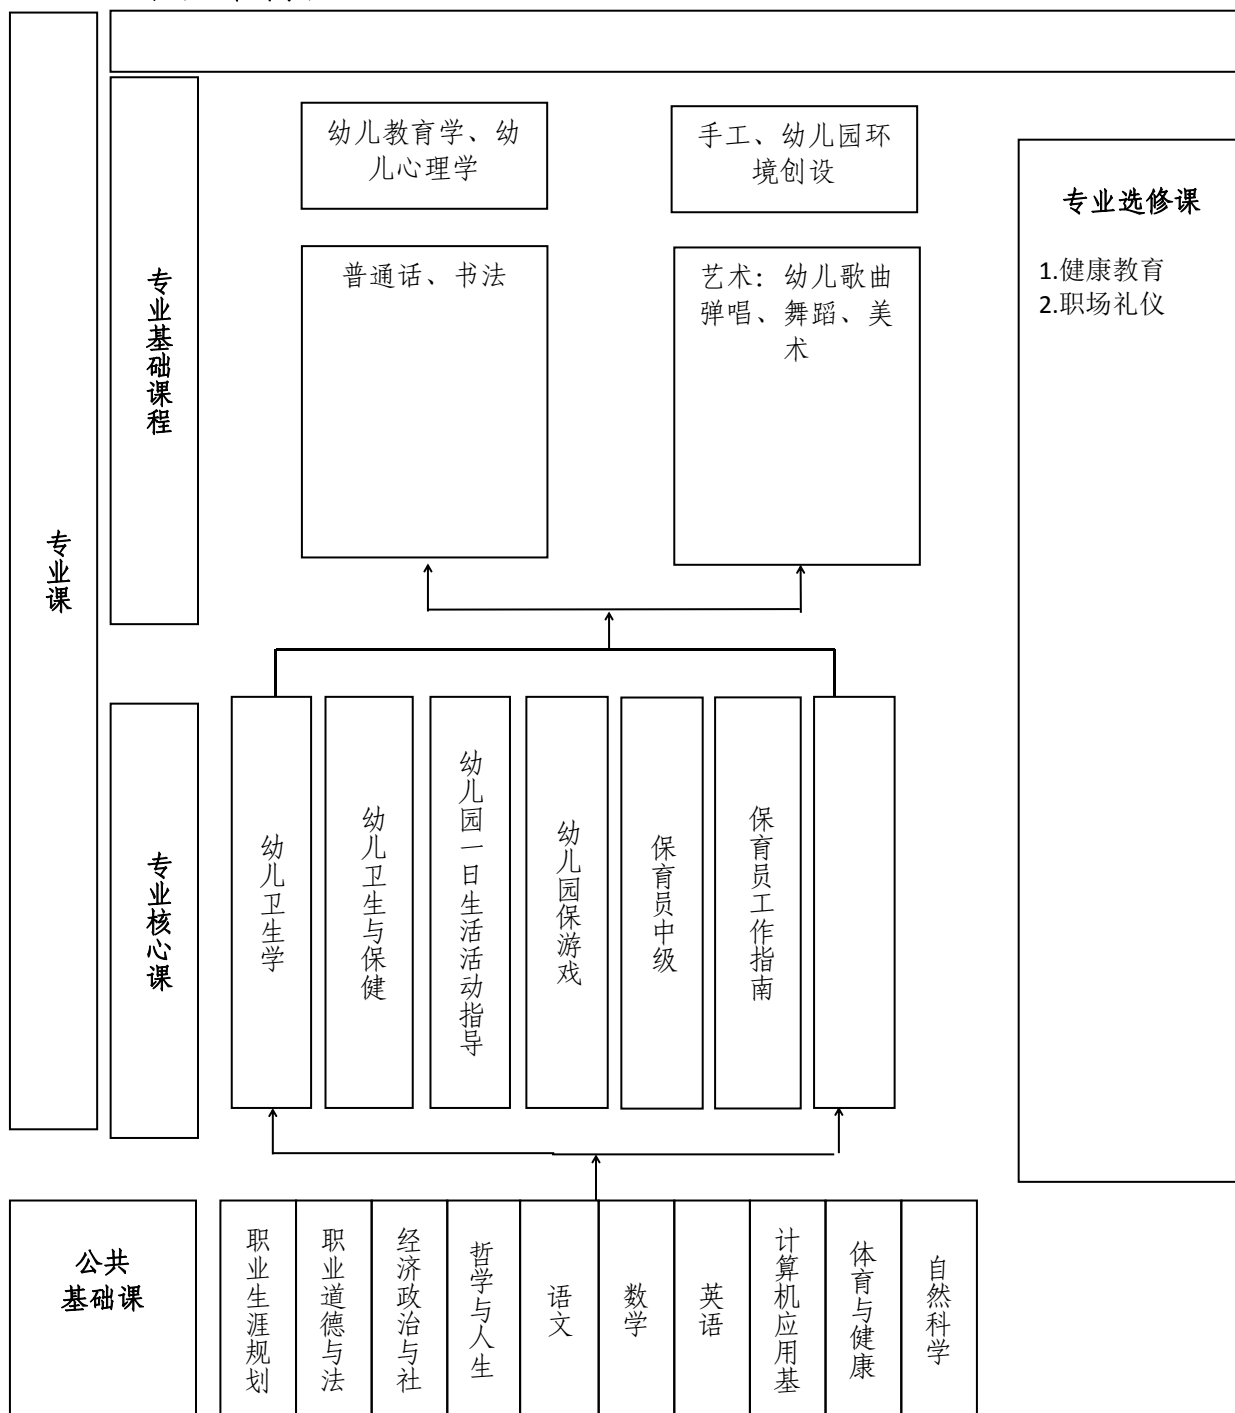 专业课
专业基础课程
幼儿教育学、幼
儿心理学
手工、幼儿园环
境创设
普通话、书法
艺术：幼儿歌曲
弹唱、舞蹈、美
术
专业选修课
1.健康教育
2.职场礼仪
专业核心课
幼儿卫生学
幼儿卫生与保健
幼儿园一日生活活动指导
幼儿园保游戏
保育员中级
保育员工作指南
公共
基础课
职业生涯规划
职业道德与法
经济政治与社
哲学与人生
语文
数学
英语
计算机应用基
体育与健康
自然科学